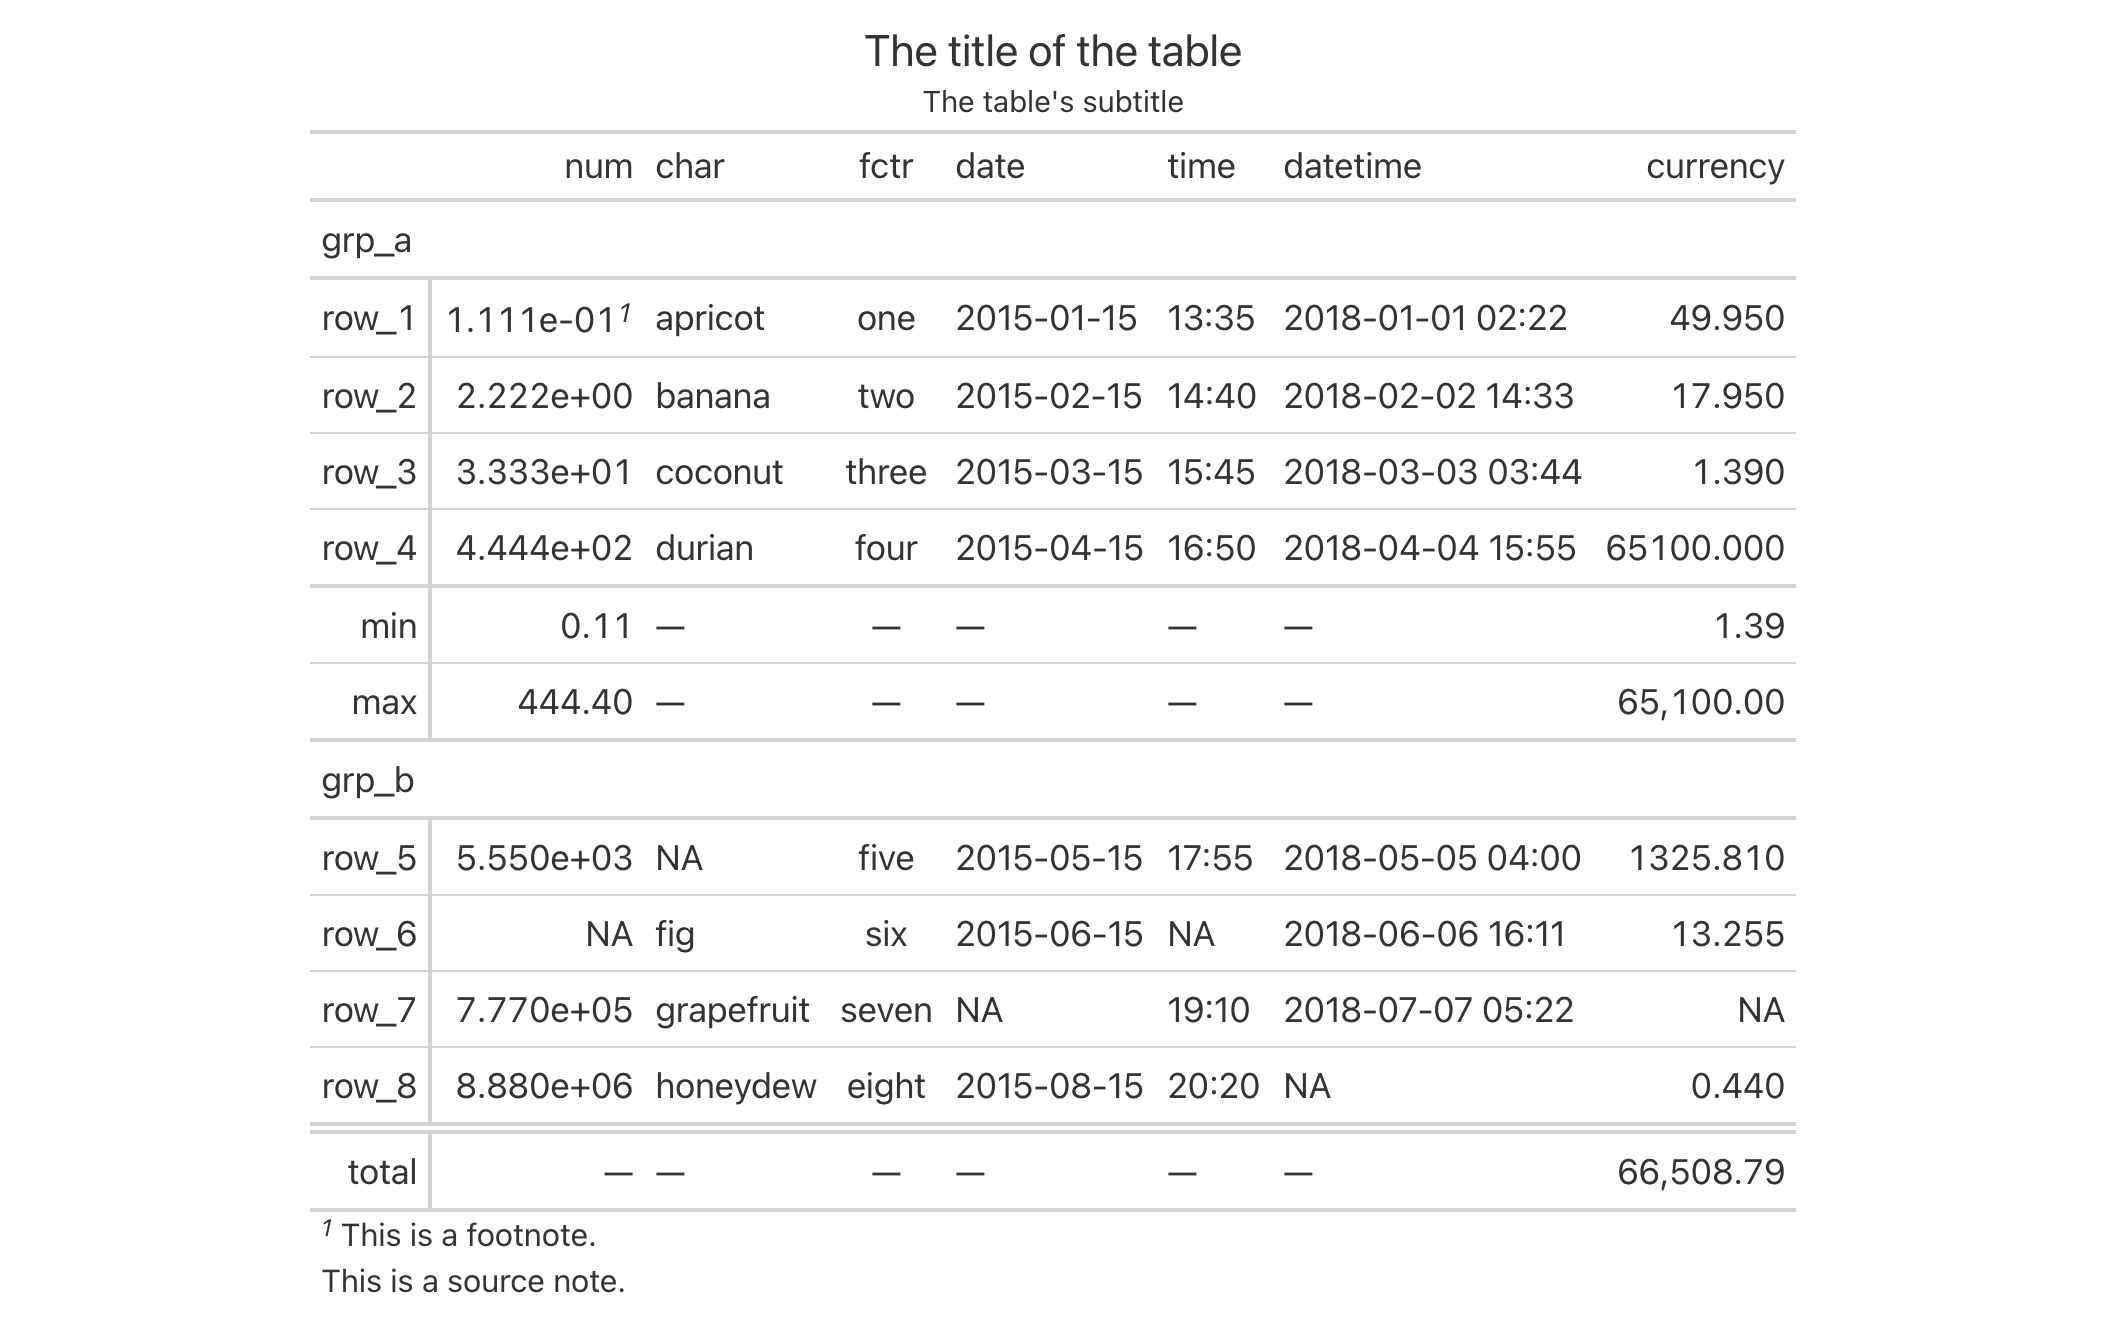 The title of the table
The table's subtitle
num char fctr date time datetime currency
grp_a
row_1 1.111e-01¹ apricot one 2015-01-15 13:35 2018-01-01 02:22 49.950
row_2 2.222e+00 banana two 2015-02-15 14:40 2018-02-02 14:33 17.950
row_3 3.333e+01 coconut three 2015-03-15 15:45 2018-03-03 03:44 1.390
row_4 4.444e+02 durian four 2015-04-15 16:50 2018-04-04 15:55 65100.000
min 0.11 — — — — — 1.39
max 444.40 — — — — — 65,100.00
grp_b
row_5 5.550e+03 NA five 2015-05-15 17:55 2018-05-05 04:00 1325.810
row_6 NA fig six 2015-06-15 NA 2018-06-06 16:11 13.255
row_7 7.770e+05 grapefruit seven NA 19:10 2018-07-07 05:22 NA
row_8 8.880e+06 honeydew eight 2015-08-15 20:20 NA 0.440
total — — — — — — 66,508.79
¹ This is a footnote.
This is a source note.